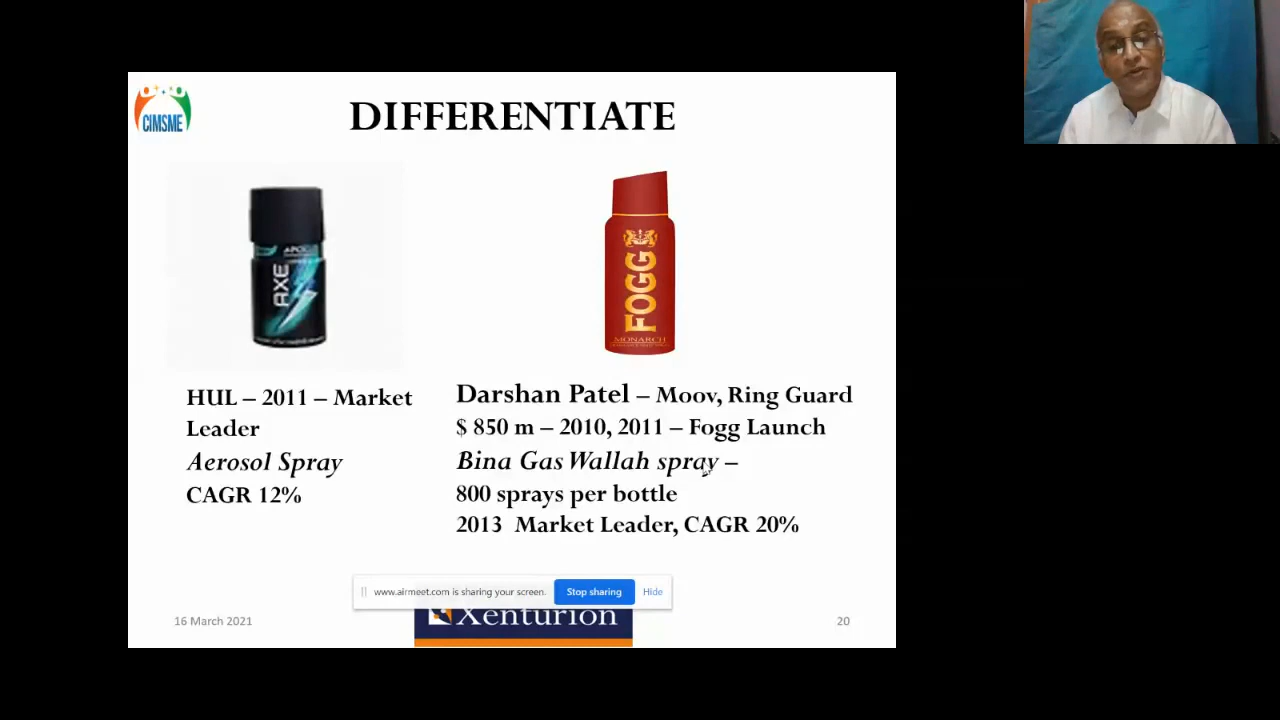 CIMSME
DIFFERENTIATE
AXE
FOGG
MONARCH
HUL – 2011 – Market
Leader
Aerosol Spray
CAGR 12%
Darshan Patel – Moov, Ring Guard
$ 850 m – 2010, 2011 – Fogg Launch
Bina Gas Wallah spray –
800 sprays per bottle
2013 Market Leader, CAGR 20%
www.airmeet.com is sharing your screen.
Stop sharing
Hide
16 March 2021
Xenturion
20